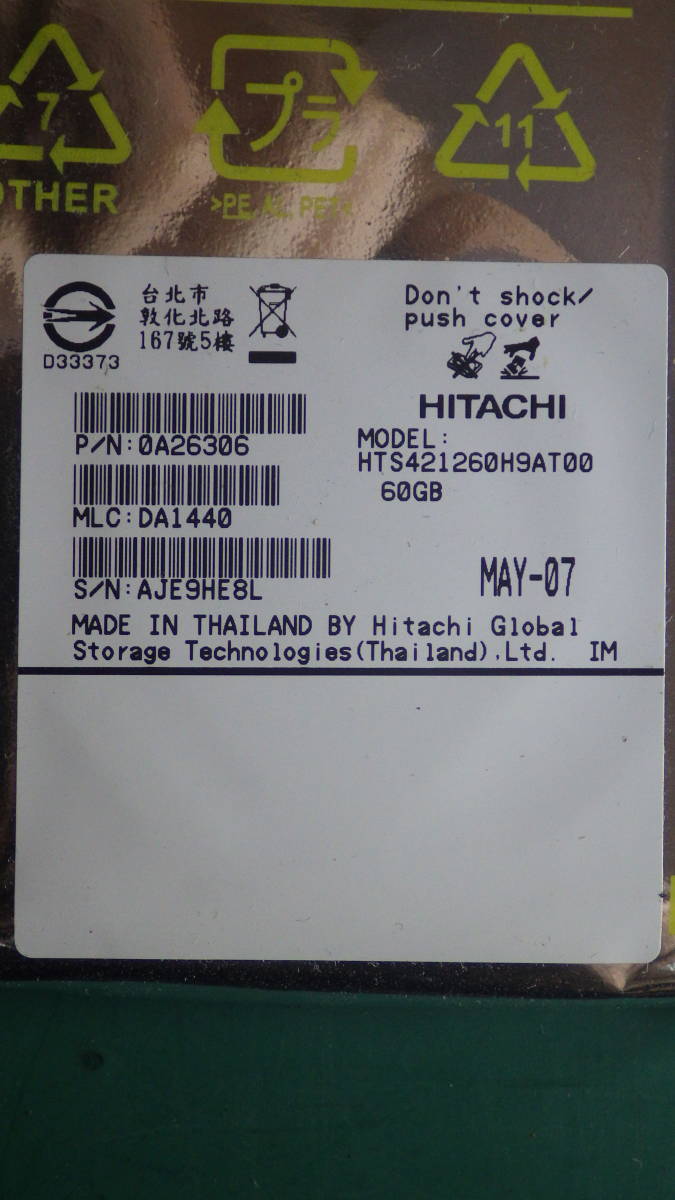 7
プラ
11
OTHER
>PE, AL, PET<
台北市
敦化北路
167號5樓
D33373
Don't shock/
push cover
HITACHI
P/N:0A26306
MODEL:
HTS421260H9AT00
60GB
MLC:DA1440
S/N:AJE9HE8L
MAY-07
MADE IN THAILAND BY Hitachi Global
Storage Technologies(Thailand).Ltd. IM